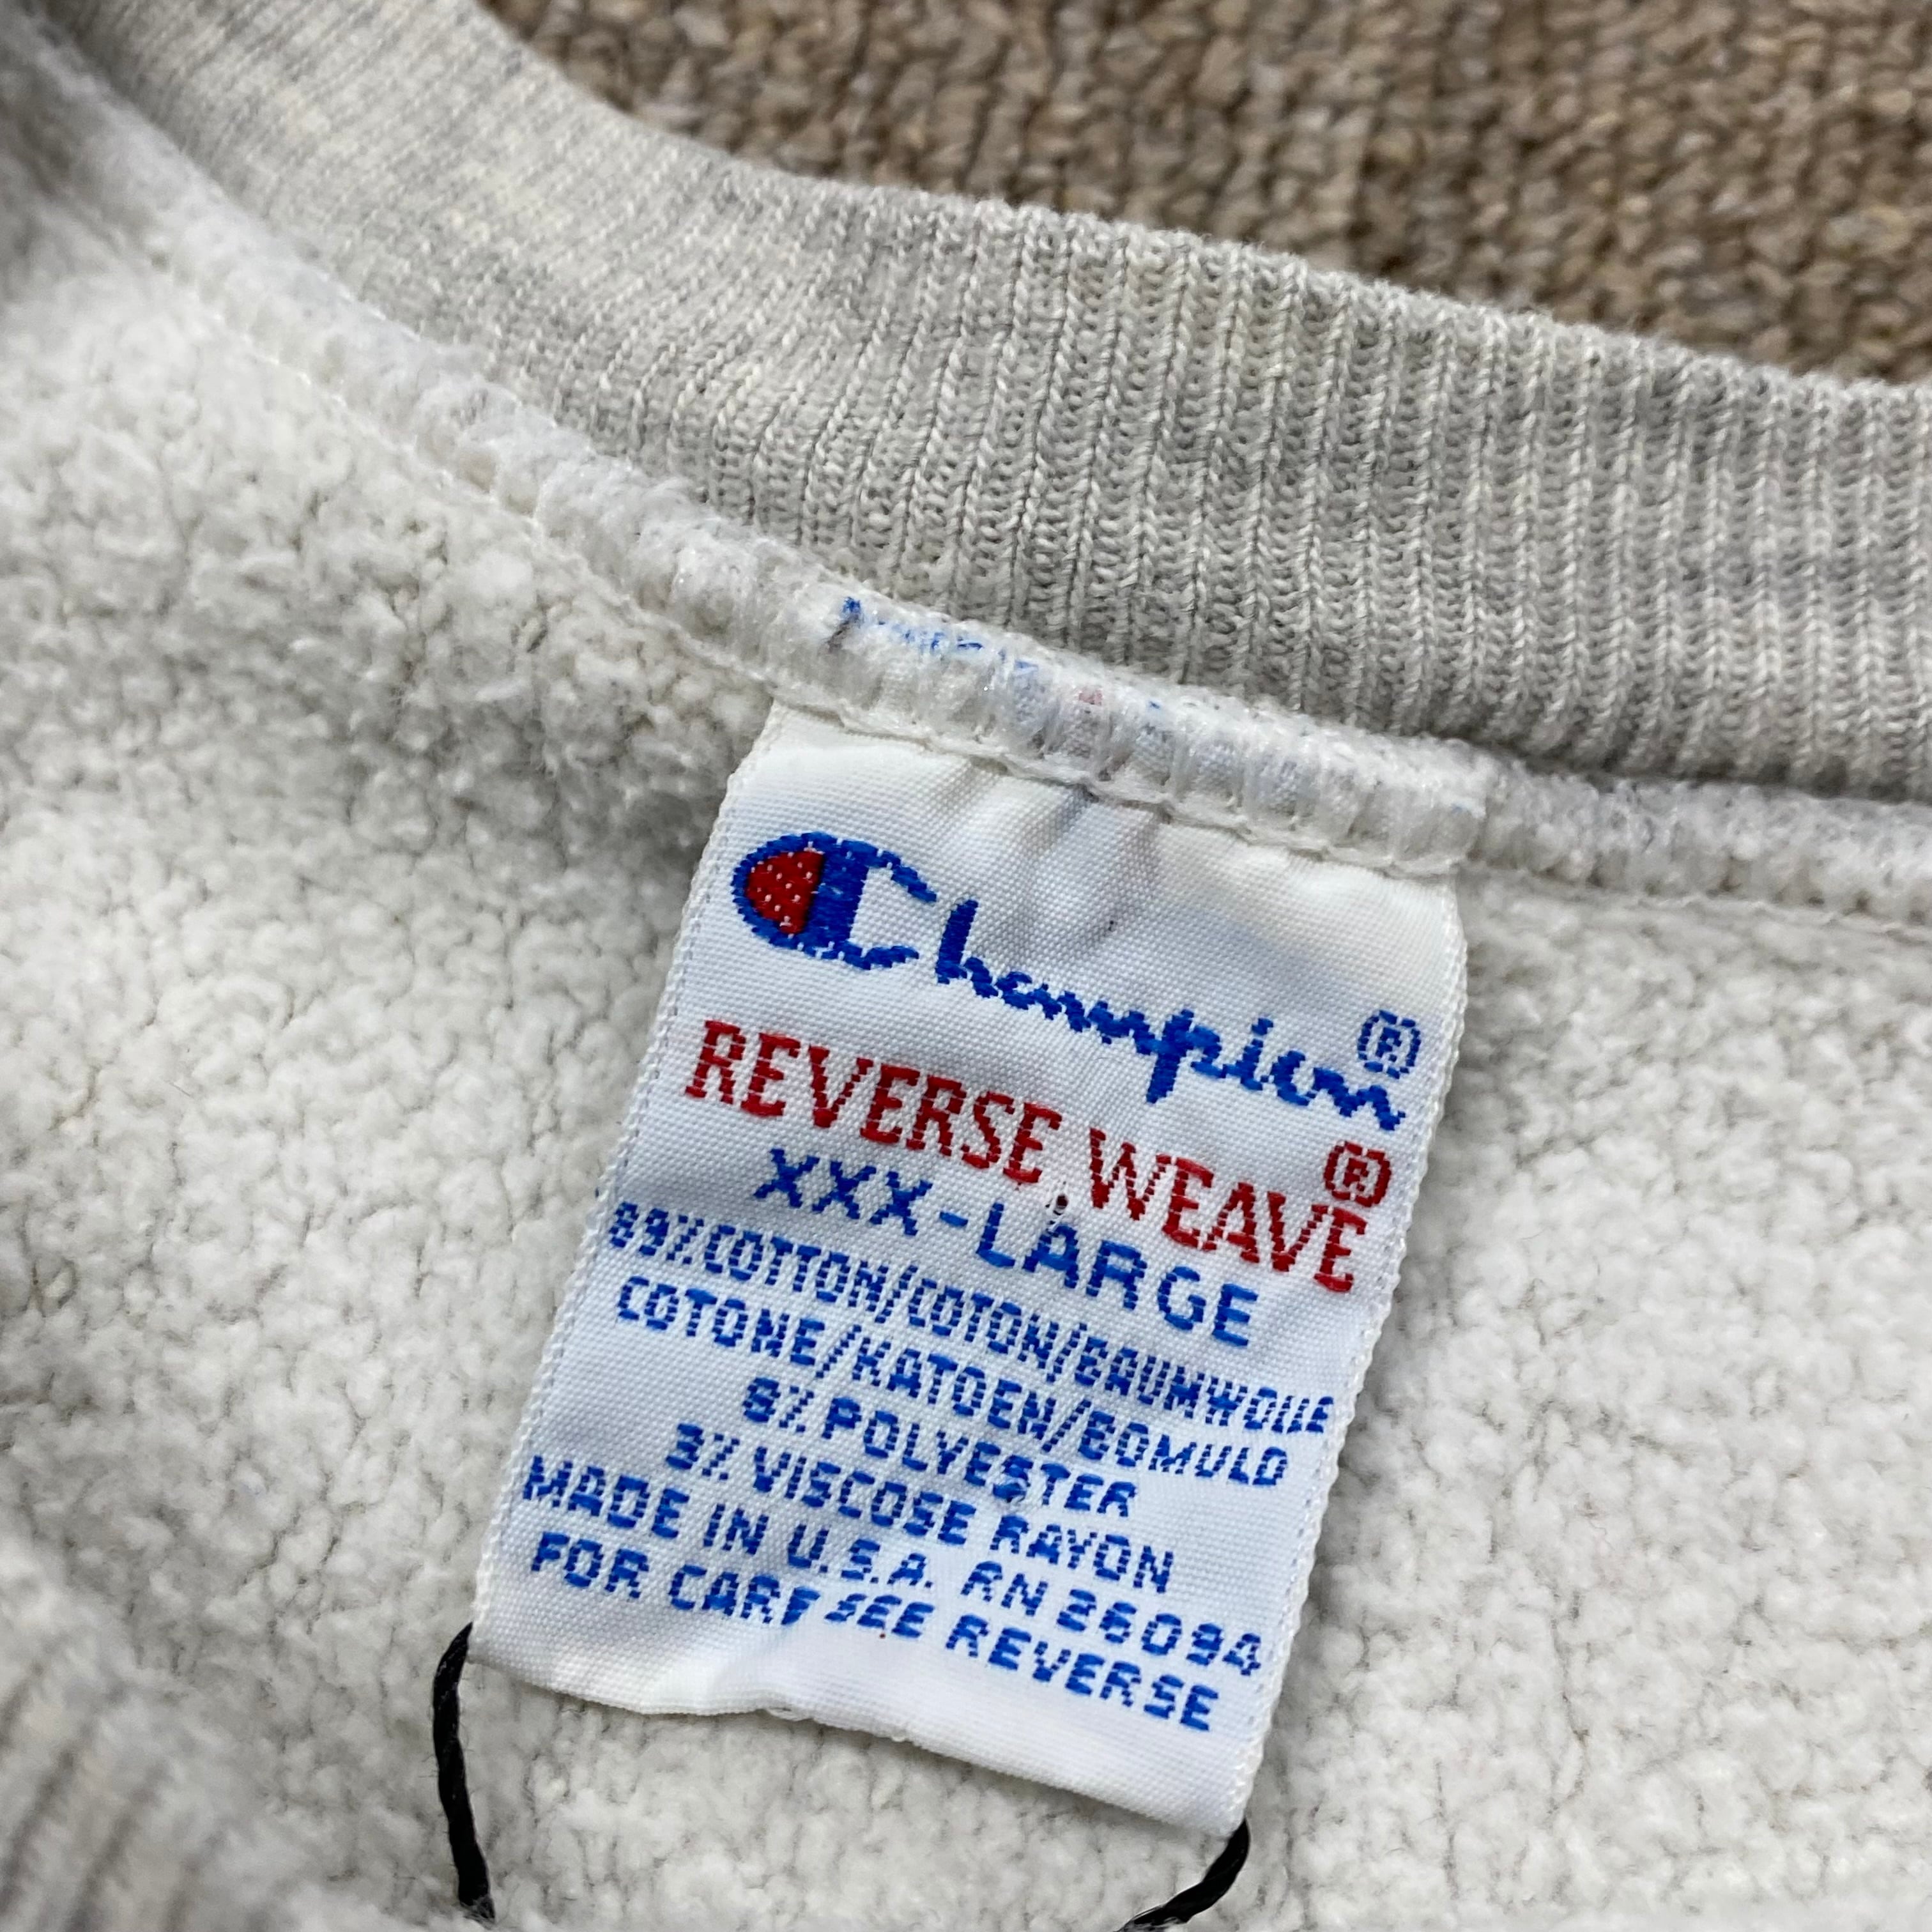 Champion®
REVERSE WEAVE®
XXX-LARGE
89%COTTON/COTON/BAUMWOLLE
COTONE/KATOEN/BOMULD
8%POLYESTER
3%VISCOSE RAYON
MADE IN U.S.A. RN 26094
FOR CARE SEE REVERSE